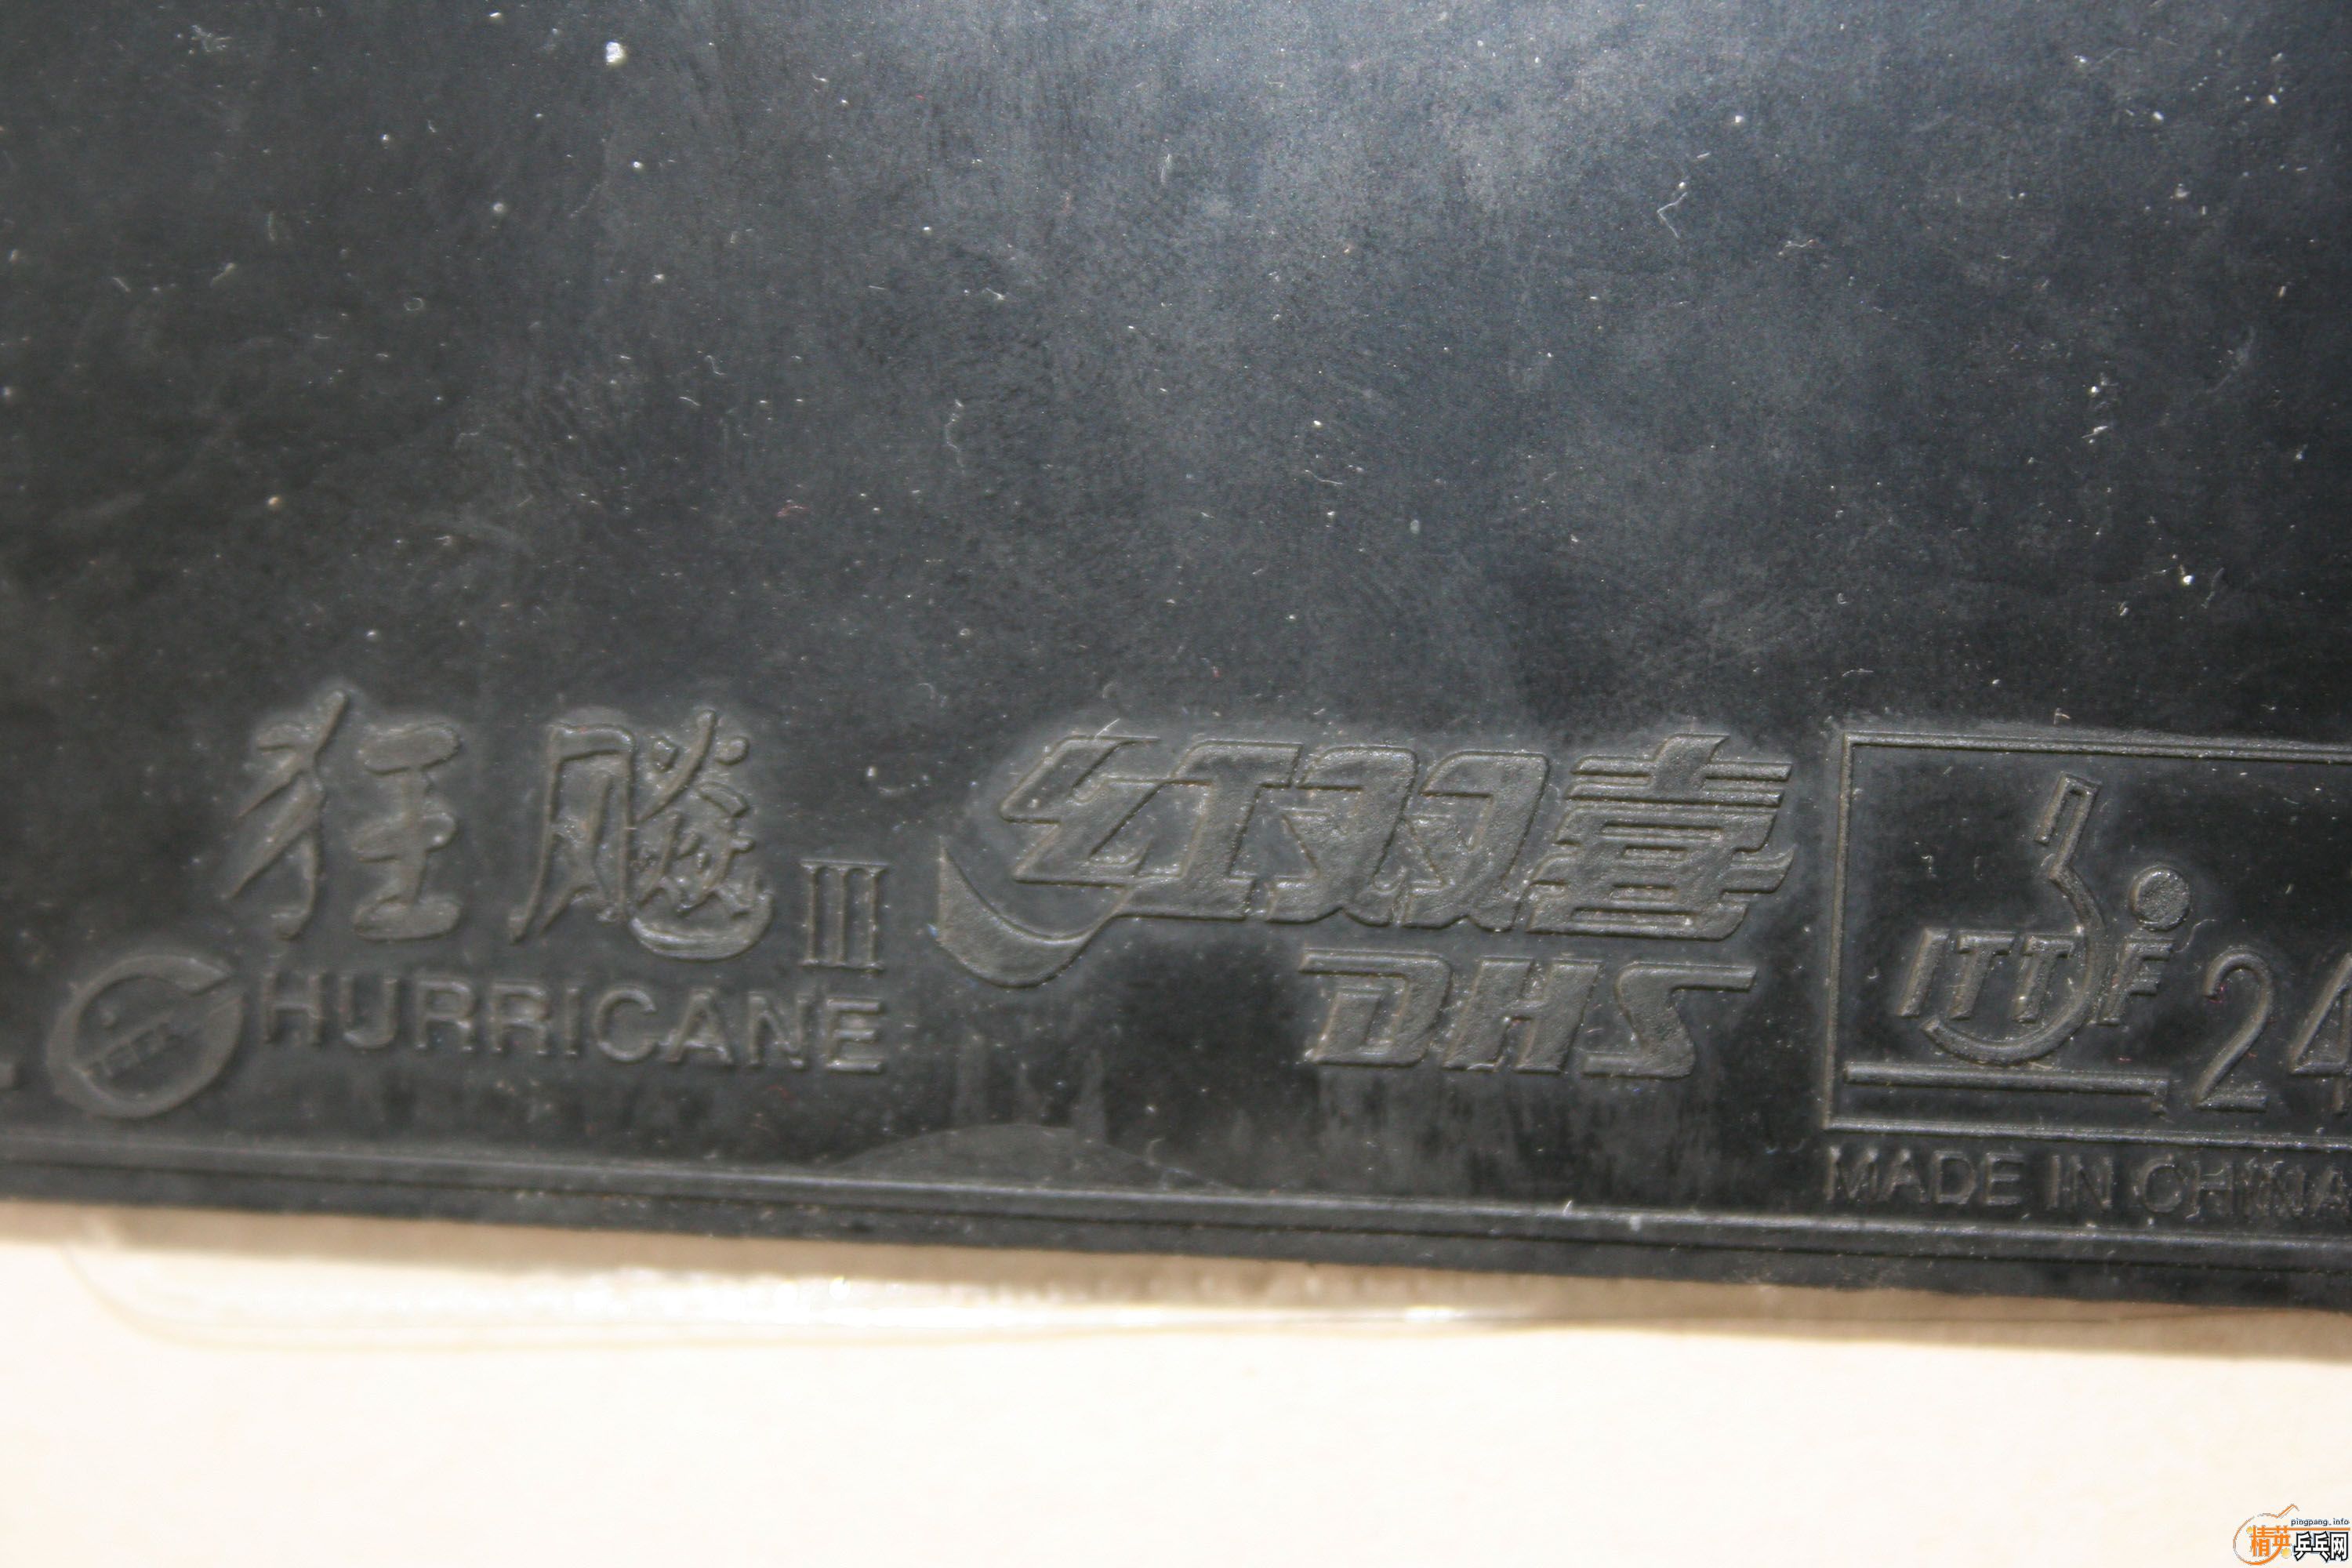 狂飚 III
HURRICANE
红双喜
DHS
ITTF 24
MADE IN CHINA
pingpang.info
精英乒乓网